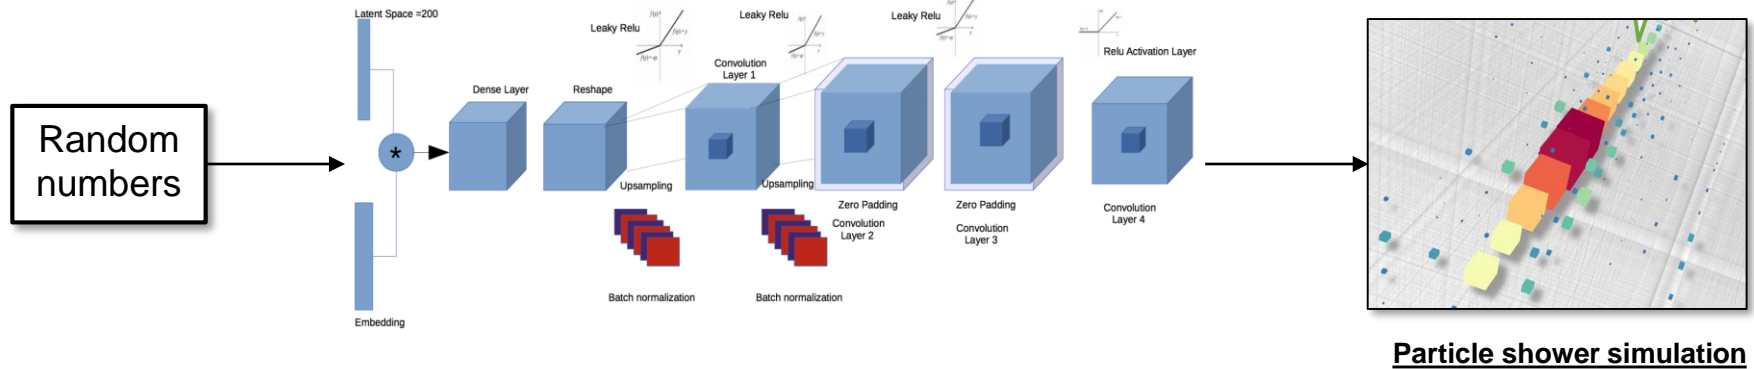 Random
numbers
Latent Space =200
*
Embedding
Dense Layer
Reshape
Leaky Relu
Upsampling
Batch normalization
Convolution
Layer 1
Leaky Relu
Upsampling
Batch normalization
Zero Padding
Convolution
Layer 2
Leaky Relu
Zero Padding
Convolution
Layer 3
Relu Activation Layer
Convolution
Layer 4
Particle shower simulation